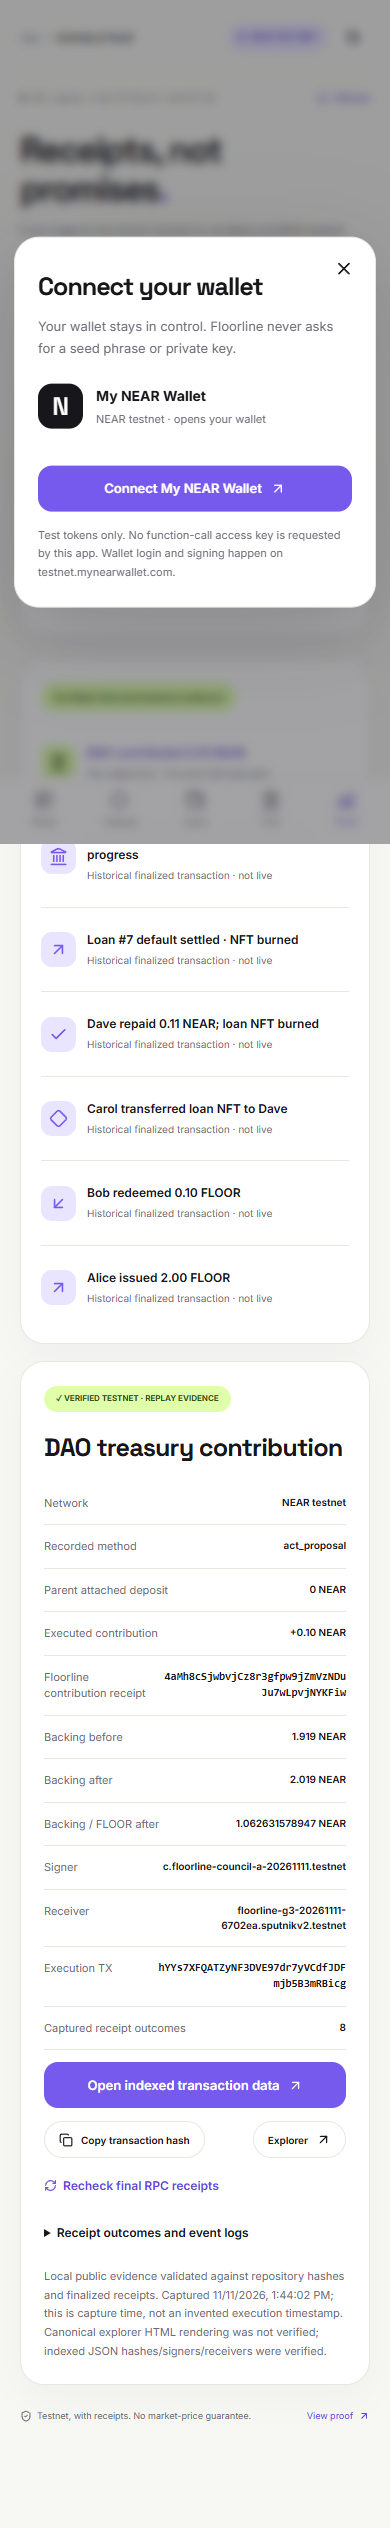 Receipts, not
promises.
Connect your wallet
Your wallet stays in control. Floorline never asks
for a seed phrase or private key.
N
My NEAR Wallet
NEAR testnet · opens your wallet
Connect My NEAR Wallet
Test tokens only. No function-call access key is requested
by this app. Wallet login and signing happen on
testnet.mynearwallet.com.
progress
Historical finalized transaction · not live
Loan #7 default settled · NFT burned
Historical finalized transaction · not live
Dave repaid 0.11 NEAR; loan NFT burned
Historical finalized transaction · not live
Carol transferred loan NFT to Dave
Historical finalized transaction · not live
Bob redeemed 0.10 FLOOR
Historical finalized transaction · not live
Alice issued 2.00 FLOOR
Historical finalized transaction · not live
✓ VERIFIED TESTNET · REPLAY EVIDENCE
DAO treasury contribution
Network NEAR testnet
Recorded method act_proposal
Parent attached deposit 0 NEAR
Executed contribution +0.10 NEAR
Floorline 4aMh8cSjwbvjCz8r3gfpw9jZmVzNDu
contribution receipt Ju7wLpvjNYKFiw
Backing before 1.919 NEAR
Backing after 2.019 NEAR
Backing / FLOOR after 1.062631578947 NEAR
Signer c.floorline-council-a-20261111.testnet
Receiver floorline-g3-20261111-
6702ea.sputnikv2.testnet
Execution TX hYYs7XFQATZyNF3DVE97dr7yVCdfJDF
mjb5B3mRBicg
Captured receipt outcomes 8
Open indexed transaction data
Copy transaction hash Explorer
Recheck final RPC receipts
Receipt outcomes and event logs
Local public evidence validated against repository hashes
and finalized receipts. Captured 11/11/2026, 1:44:02 PM;
this is capture time, not an invented execution timestamp.
Canonical explorer HTML rendering was not verified;
indexed JSON hashes/signers/receivers were verified.
Testnet, with receipts. No market-price guarantee. View proof